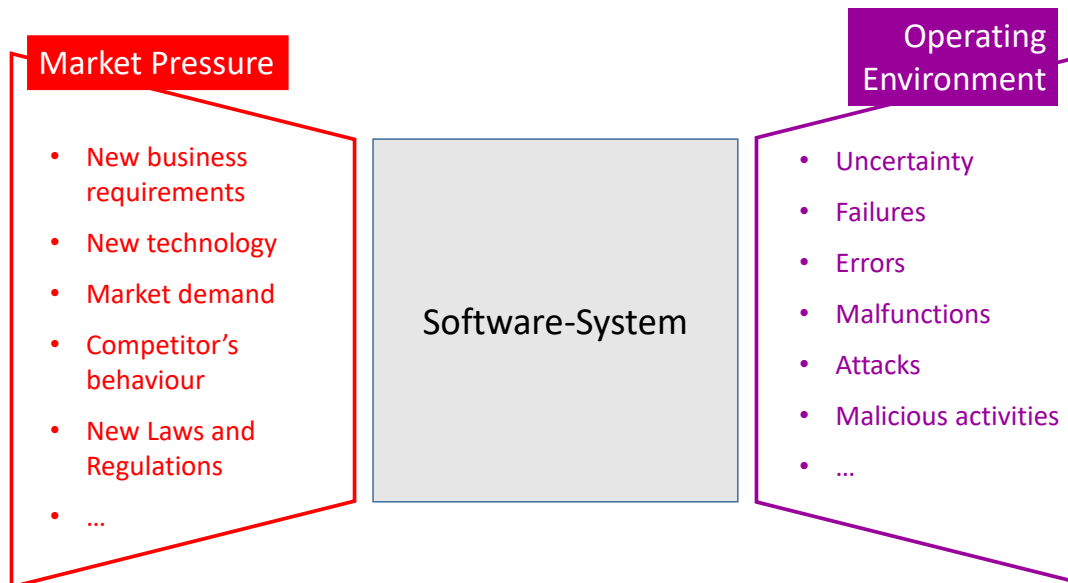 Market Pressure
• New business
requirements
• New technology
• Market demand
• Competitor’s
behaviour
• New Laws and
Regulations
• …
Software-System
Operating
Environment
• Uncertainty
• Failures
• Errors
• Malfunctions
• Attacks
• Malicious activities
• …